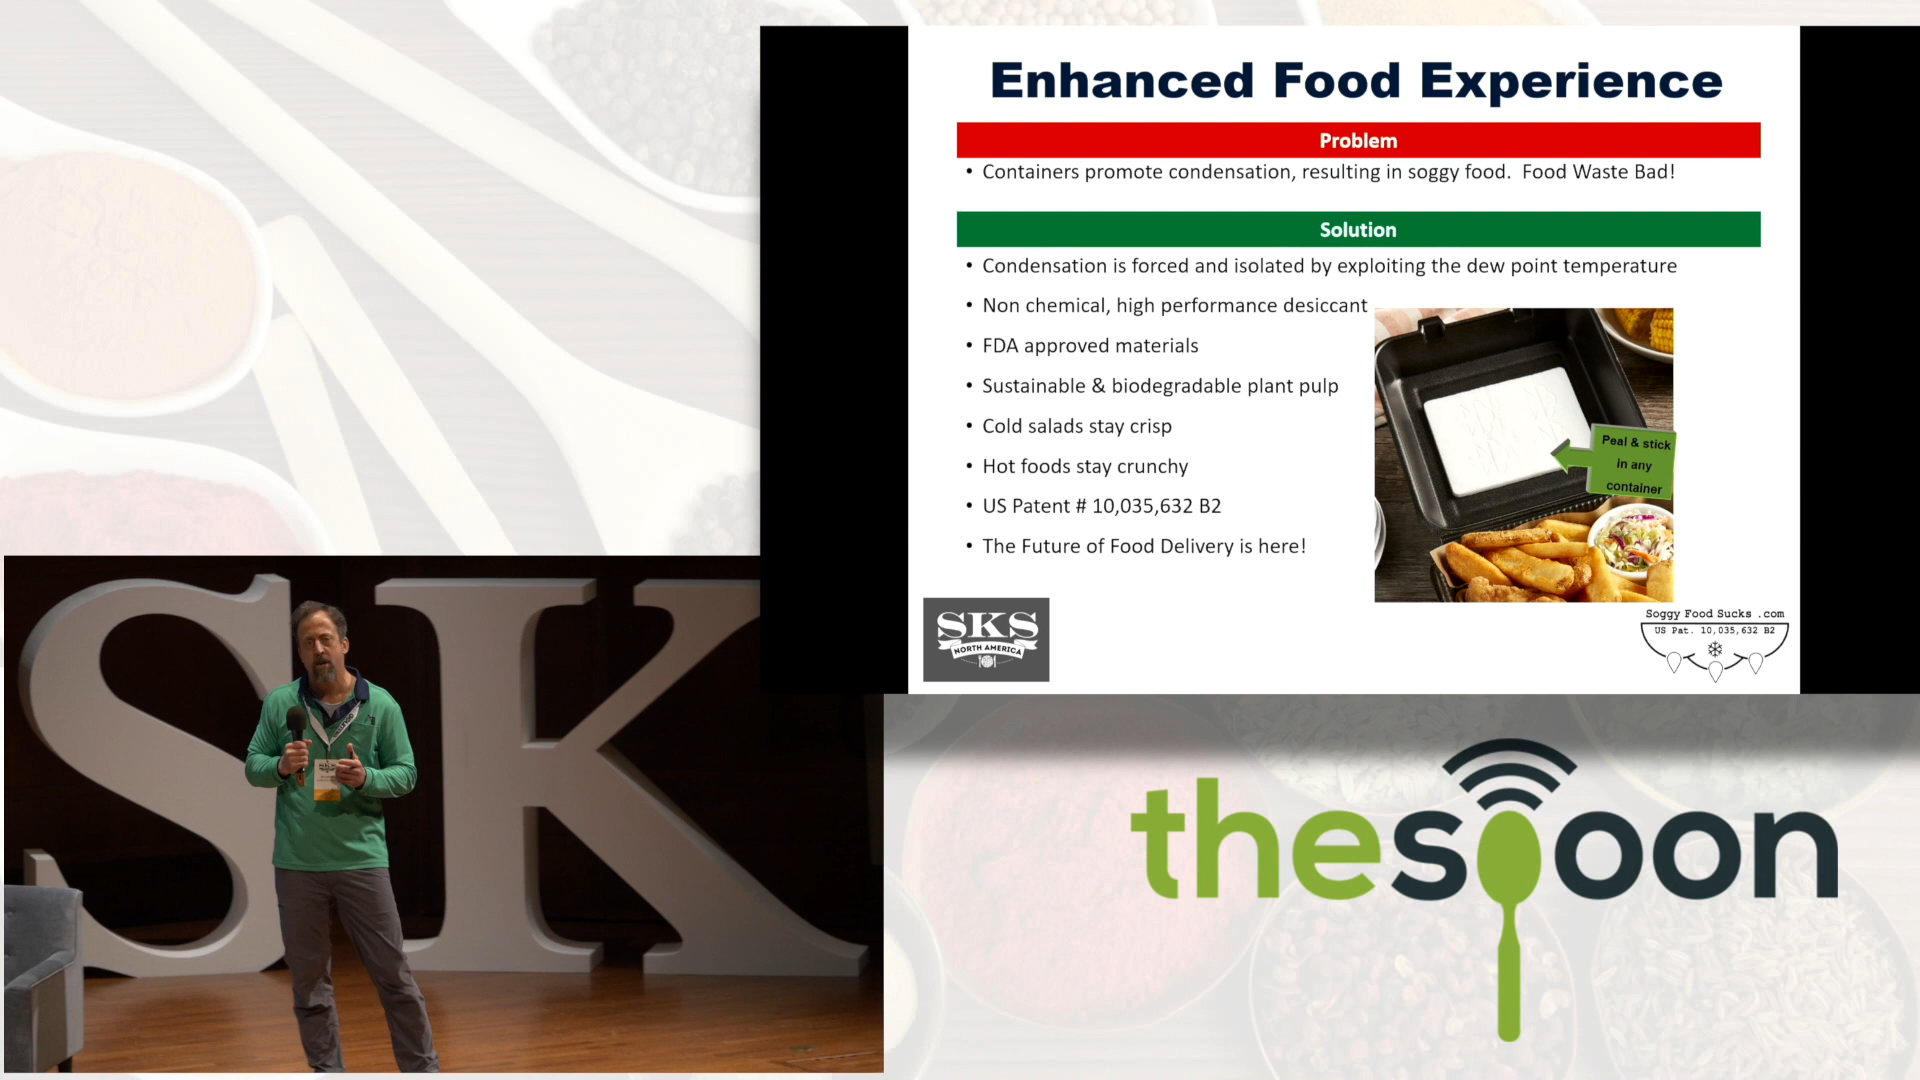 Enhanced Food Experience
Problem
• Containers promote condensation, resulting in soggy food. Food Waste Bad!
Solution
• Condensation is forced and isolated by exploiting the dew point temperature
• Non chemical, high performance desiccant
• FDA approved materials
• Sustainable & biodegradable plant pulp
• Cold salads stay crisp
• Hot foods stay crunchy
• US Patent # 10,035,632 B2
• The Future of Food Delivery is here!
Peal & stick
in any
container
SKS
NORTH AMERICA
Soggy Food Sucks .com
US Pat. 10,035,632 B2
SK
thespoon